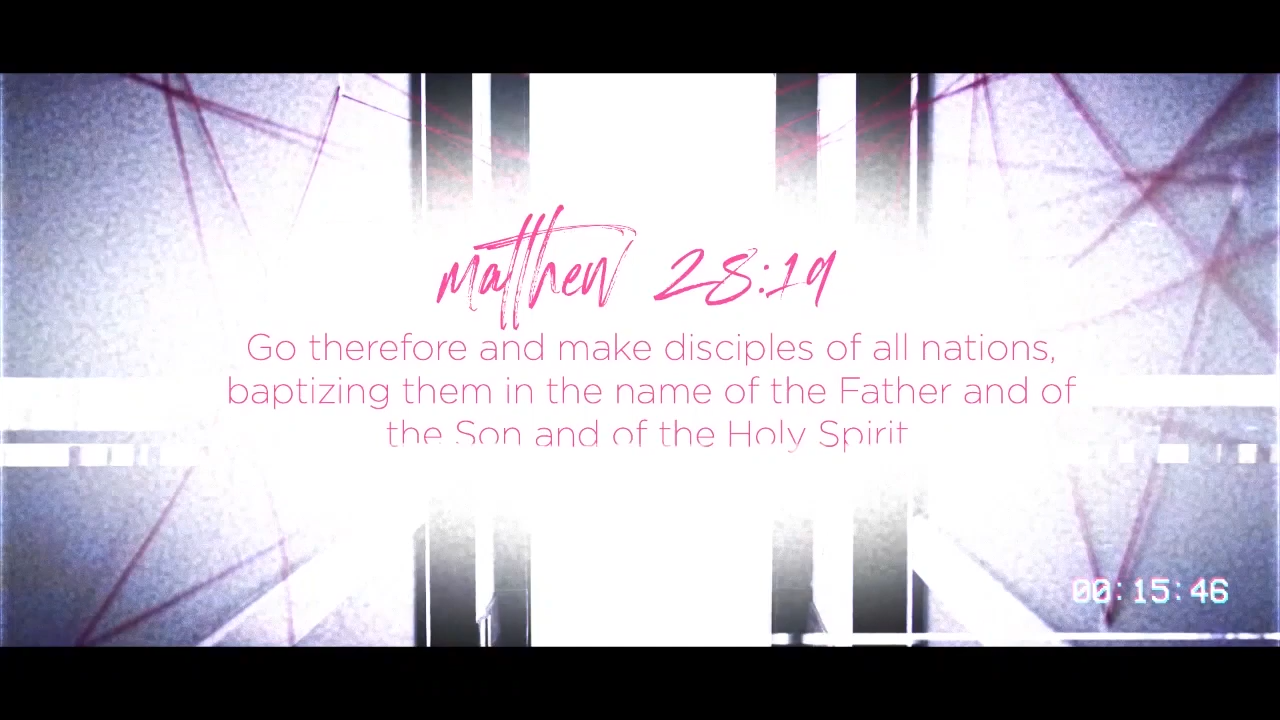 matthew 28:19
Go therefore and make disciples of all nations,
baptizing them in the name of the Father and of
the Son and of the Holy Spirit
00:15:46